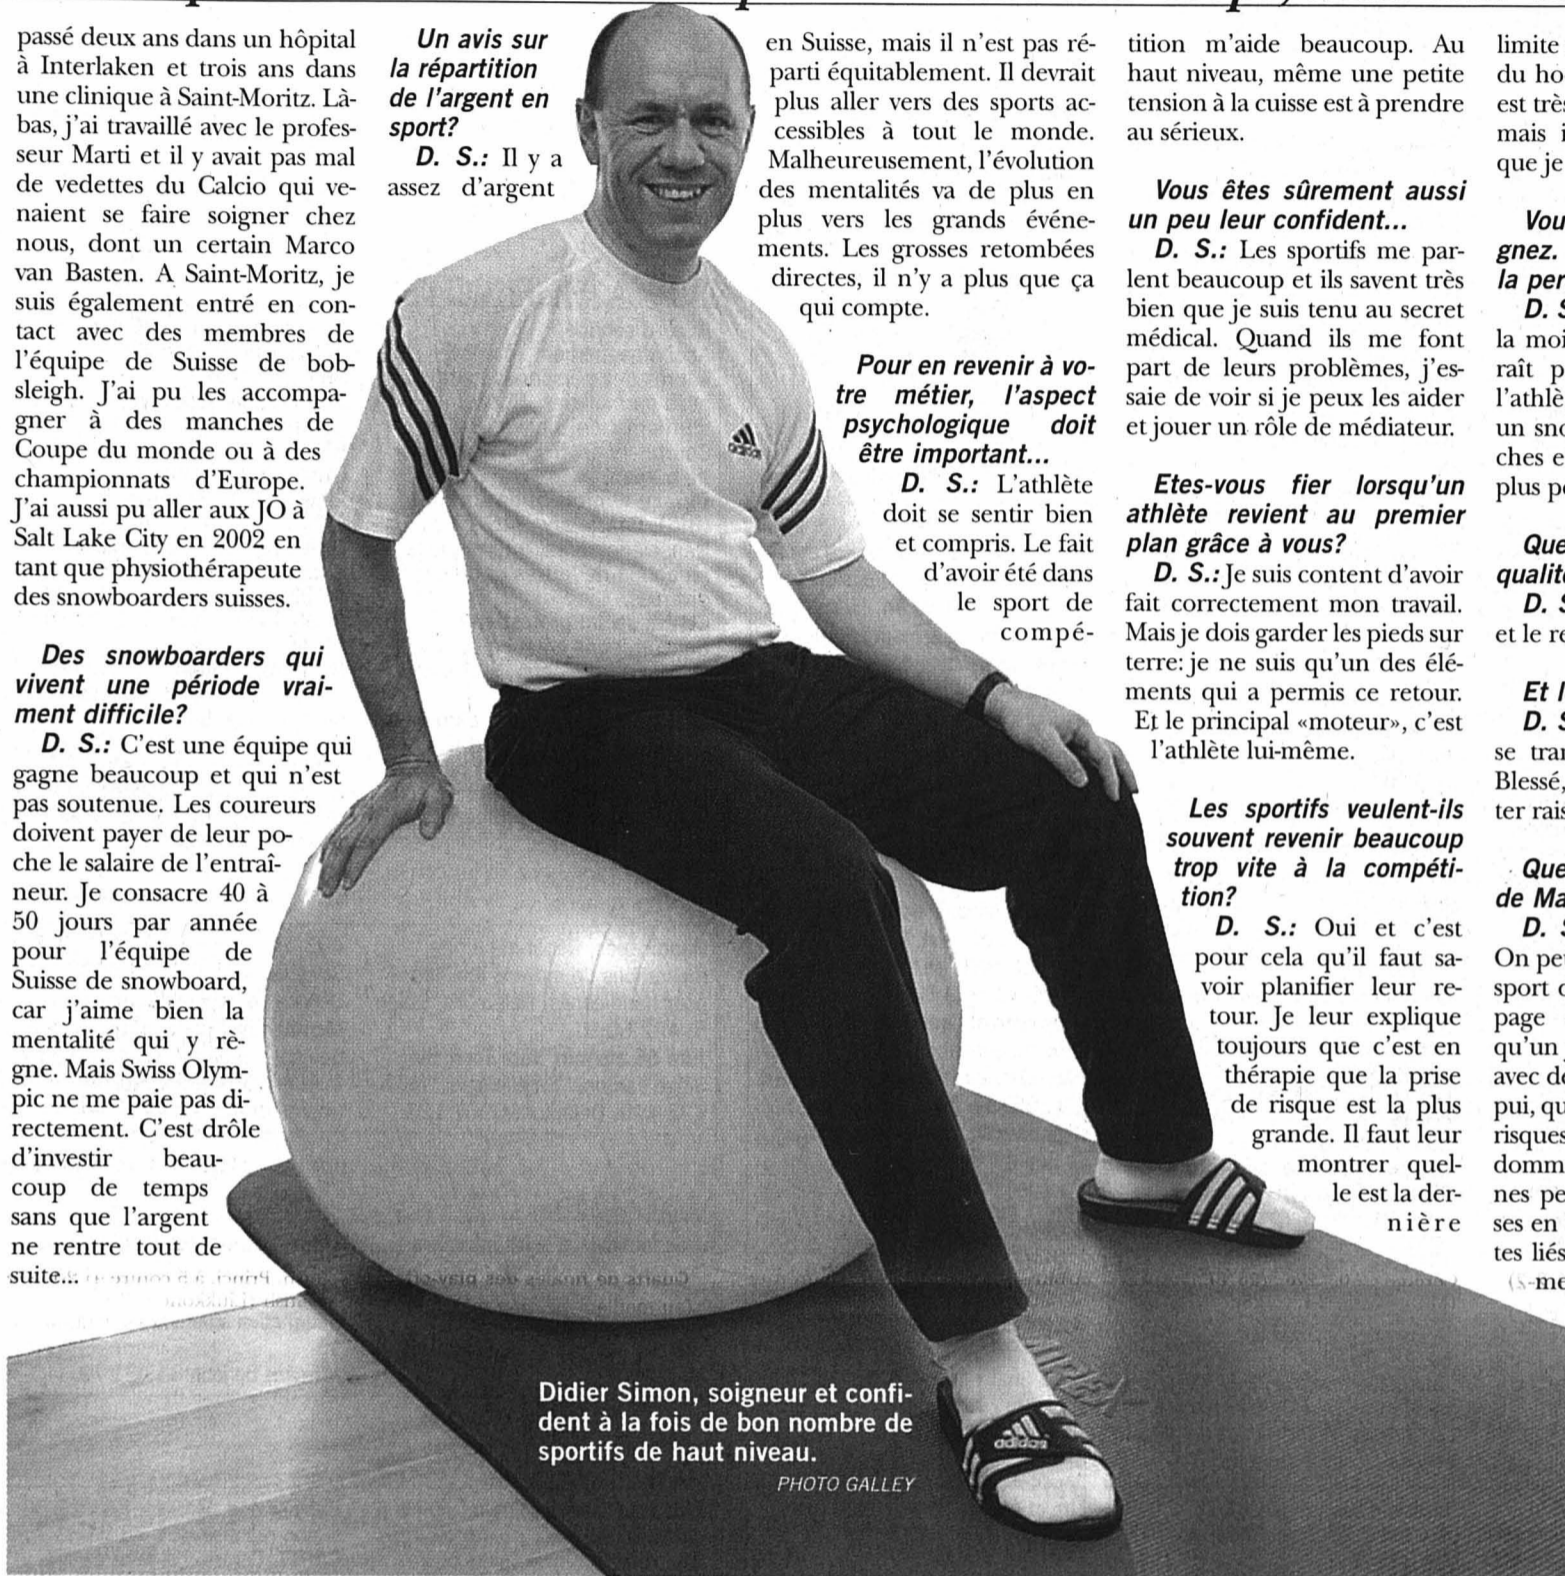 passé deux ans dans un hôpital
à Interlaken et trois ans dans
une clinique à Saint-Moritz. Là-
bas, j'ai travaillé avec le profes-
seur Marti et il y avait pas mal
de vedettes du Calcio qui ve-
naient se faire soigner chez
nous, dont un certain Marco
van Basten. A Saint-Moritz, je
suis également entré en con-
tact avec des membres de
l'équipe de Suisse de bob-
sleigh. J'ai pu les accompa-
gner à des manches de
Coupe du monde ou à des
championnats d'Europe.
J'ai aussi pu aller aux JO à
Salt Lake City en 2002 en
tant que physiothérapeute
des snowboarders suisses.
Des snowboarders qui
vivent une période vrai-
ment difficile?
D. S.: C'est une équipe qui
gagne beaucoup et qui n'est
pas soutenue. Les coureurs
doivent payer de leur po-
che le salaire de l'entraî-
neur. Je consacre 40 à
50 jours par année
pour l'équipe de
Suisse de snowboard,
car j'aime bien la
mentalité qui y rè-
gne. Mais Swiss Olym-
pic ne me paie pas di-
rectement. C'est drôle
d'investir beau-
coup de temps
sans que l'argent
ne rentre tout de
suite...
Un avis sur
la répartition
de l'argent en
sport?
D. S.: Il y a
assez d'argent
en Suisse, mais il n'est pas ré-
parti équitablement. Il devrait
plus aller vers des sports ac-
cessibles à tout le monde.
Malheureusement, l'évolution
des mentalités va de plus en
plus vers les grands événe-
ments. Les grosses retombées
directes, il n'y a plus que ça
qui compte.
Pour en revenir à vo-
tre métier, l'aspect
psychologique doit
être important...
D. S.: L'athlète
doit se sentir bien
et compris. Le fait
d'avoir été dans
le sport de
compé-
tition m'aide beaucoup. Au
haut niveau, même une petite
tension à la cuisse est à prendre
au sérieux.
Vous êtes sûrement aussi
un peu leur confident...
D. S.: Les sportifs me par-
lent beaucoup et ils savent très
bien que je suis tenu au secret
médical. Quand ils me font
part de leurs problèmes, j'es-
saie de voir si je peux les aider
et jouer un rôle de médiateur.
Etes-vous fier lorsqu'un
athlète revient au premier
plan grâce à vous?
D. S.: Je suis content d'avoir
fait correctement mon travail.
Mais je dois garder les pieds sur
terre: je ne suis qu'un des élé-
ments qui a permis ce retour.
Et le principal «moteur», c'est
l'athlète lui-même.
Les sportifs veulent-ils
souvent revenir beaucoup
trop vite à la compéti-
tion?
D. S.: Oui et c'est
pour cela qu'il faut sa-
voir planifier leur re-
tour. Je leur explique
toujours que c'est en
thérapie que la prise
de risque est la plus
grande. Il faut leur
montrer quel-
le est la der-
nière
limite
du ho
est très
mais i
que je
Vou
gnez.
la per
D. S
la moi
raît p
l'athlè
un sno
ches e
plus p
Que
qualit
D. S
et le re
Et l
D. S
se tra
Blessé,
ter rais
Que
de Ma
D. S
On pe
sport
page
qu'un
avec d
pui, qu
risques
domm
nes pe
ses en
tes liés
-me
adidas
adidas
Didier Simon, soigneur et confi-
dent à la fois de bon nombre de
sportifs de haut niveau.
PHOTO GALLEY